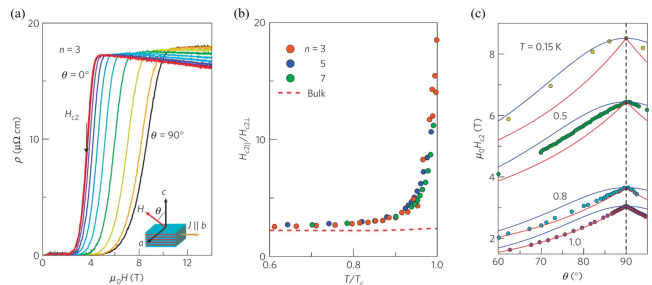 (a)
20
n = 3
θ = 0°
H_c2
θ = 90°
10
0
0
4
8
12
ρ (μΩ cm)
μ₀H (T)
c
H
θ
J || b
a
(b)
20
15
10
5
0
0.6
0.8
1.0
H_c2||/H_c2⊥
n = 3
5
7
Bulk
T/T_c
(c)
8
6
4
2
60
70
80
90
μ₀H_c2 (T)
T = 0.15 K
0.5
0.8
1.0
θ (°)